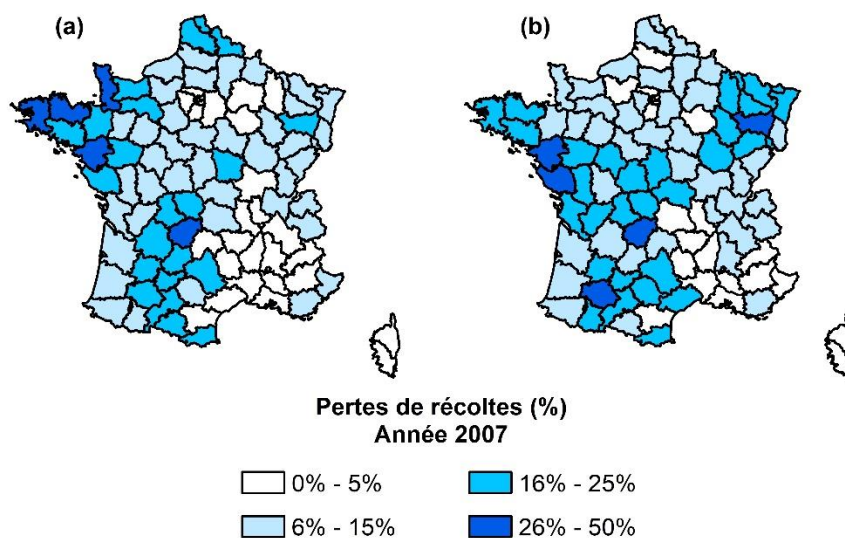 (a)
(b)
Pertes de récoltes (%)
Année 2007
0% - 5%
16% - 25%
6% - 15%
26% - 50%